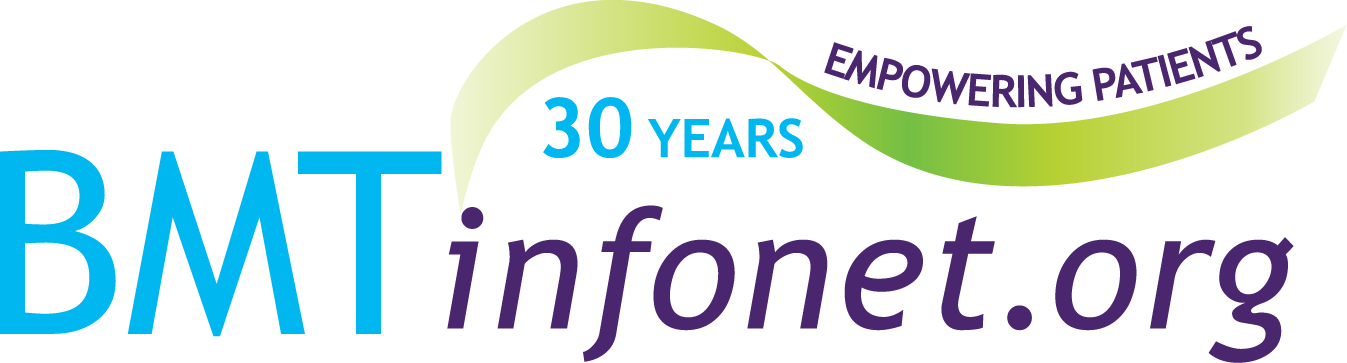 EMPOWERING PATIENTS
30 YEARS
BMTinfonet.org